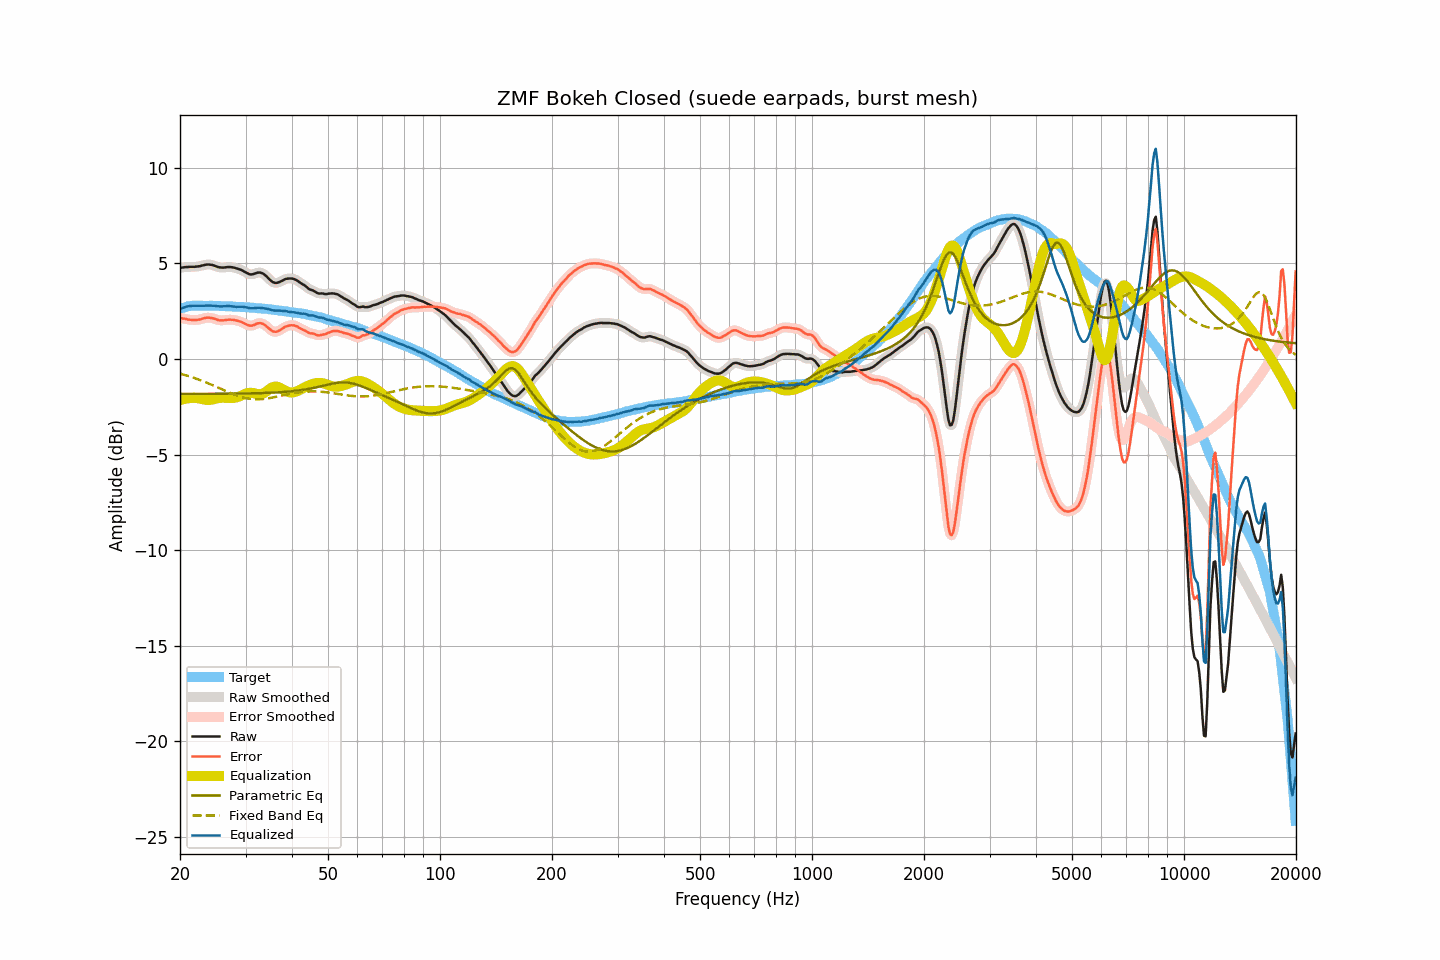 ZMF Bokeh Closed (suede earpads, burst mesh)
Amplitude (dBr)
10
5
0
−5
−10
−15
−20
−25
Target
Raw Smoothed
Error Smoothed
Raw
Error
Equalization
Parametric Eq
Fixed Band Eq
Equalized
20 50 100 200 500 1000 2000 5000 10000 20000
Frequency (Hz)